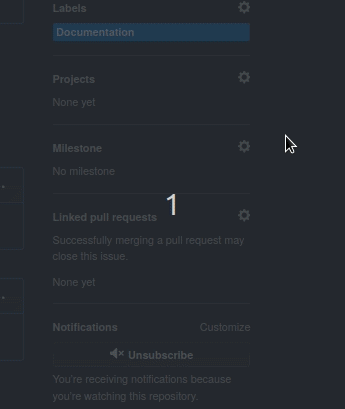 Labels
Documentation
Projects
None yet
Milestone
No milestone
1
Linked pull requests
Successfully merging a pull request may
close this issue.
None yet
Notifications Customize
Unsubscribe
You're receiving notifications because
you're watching this repository.